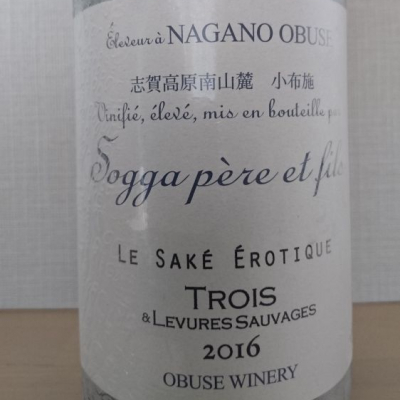 Éleveur à NAGANO OBUSE
志賀高原南山麓 小布施
Vinifié, élevé, mis en bouteille
Sogga père et fils
LE SAKÉ ÉROTIQUE
TROIS
& LEVURES SAUVAGES
2016
OBUSE WINERY